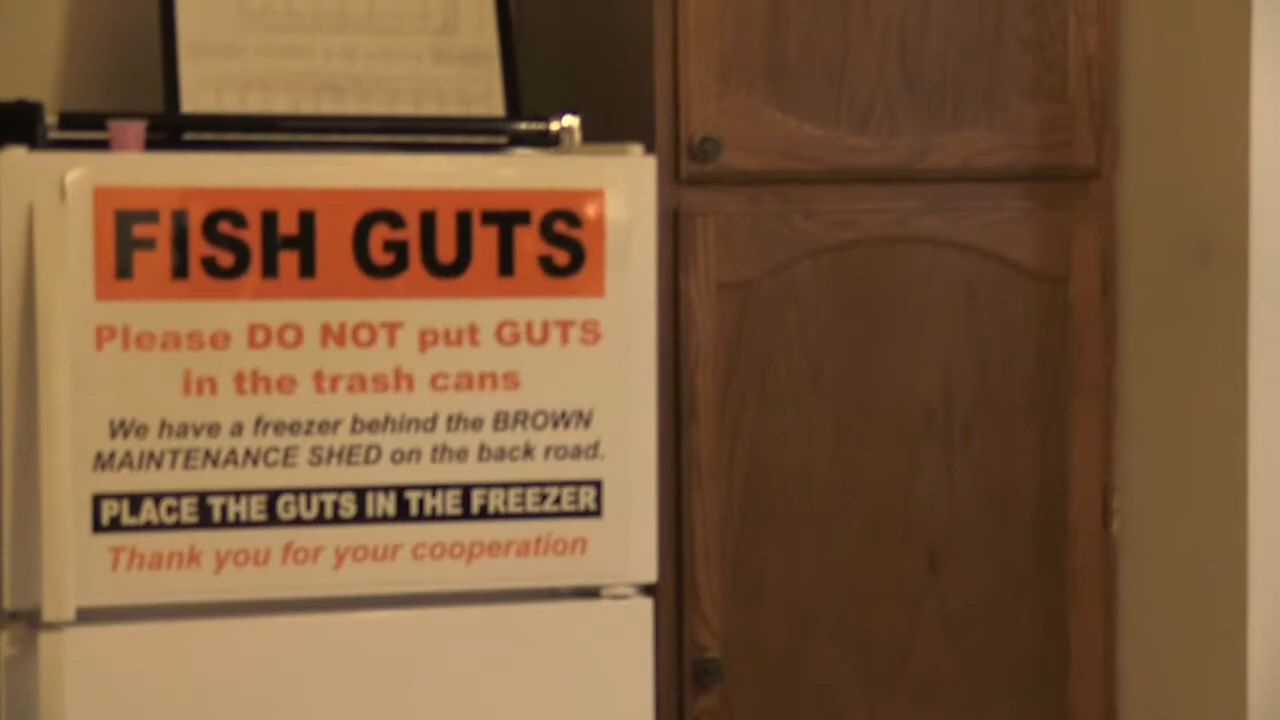 FISH GUTS
Please DO NOT put GUTS
in the trash cans
We have a freezer behind the BROWN
MAINTENANCE SHED on the back road.
PLACE THE GUTS IN THE FREEZER
Thank you for your cooperation